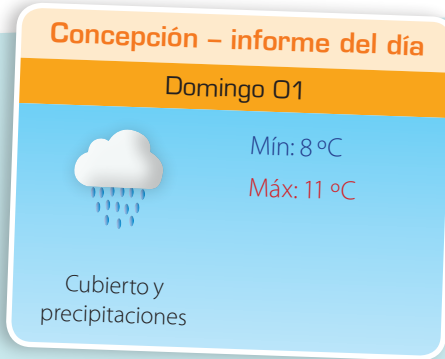 Concepción – informe del día
Domingo 01
Mín: 8 ºC
Máx: 11 ºC
Cubierto y
precipitaciones